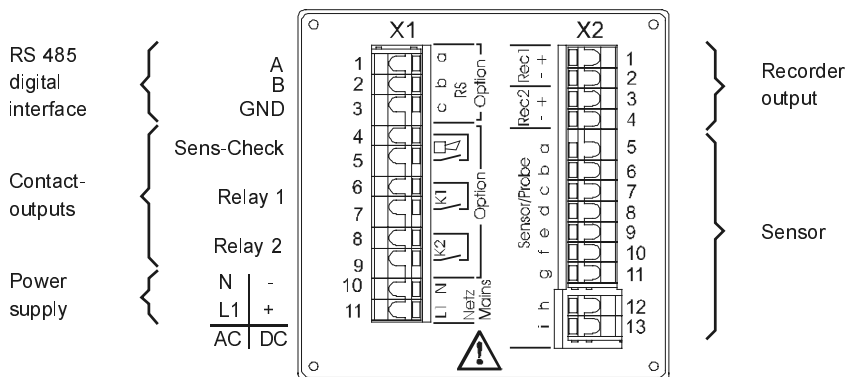 X1
X2
RS 485
digital
interface
A
B
GND
Contact-
outputs
Sens-Check
Relay 1
Relay 2
Power
supply
N -
L1 +
AC DC
1
2
3
4
5
6
7
8
9
10
11
a
b
c
RS
Option
K1
K2
Option
N
L1
Netz
Mains
Rec1
+
-
Rec2
+
-
Sensor/Probe
a
b
c
d
e
f
g
h
i
1
2
3
4
5
6
7
8
9
10
11
12
13
Recorder
output
Sensor